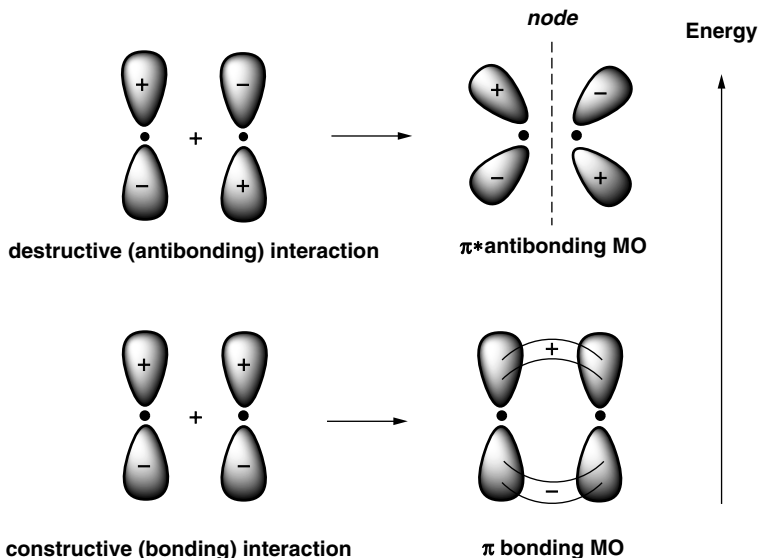 node
Energy
+ − + −
+
− + − +
destructive (antibonding) interaction
π* antibonding MO
+ + +
+
− − −
constructive (bonding) interaction
π bonding MO